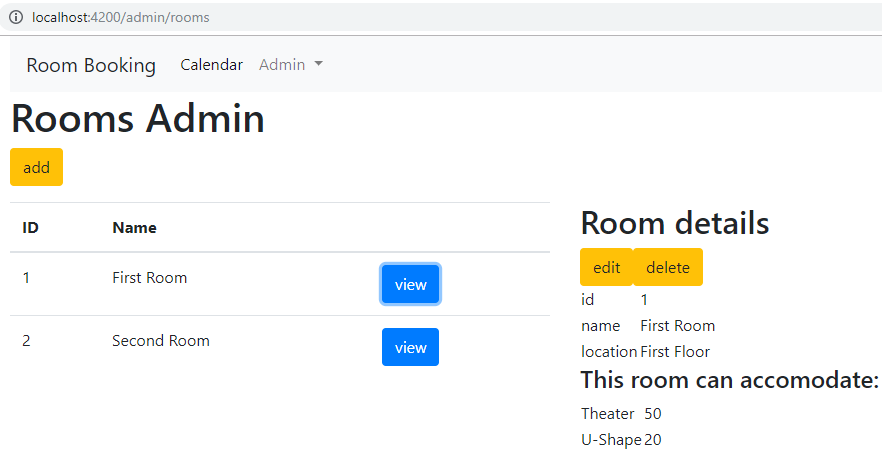 localhost:4200/admin/rooms
Room Booking Calendar Admin
Rooms Admin
add
ID Name
1 First Room view
2 Second Room view
Room details
edit delete
id 1
name First Room
location First Floor
This room can accomodate:
Theater 50
U-Shape 20